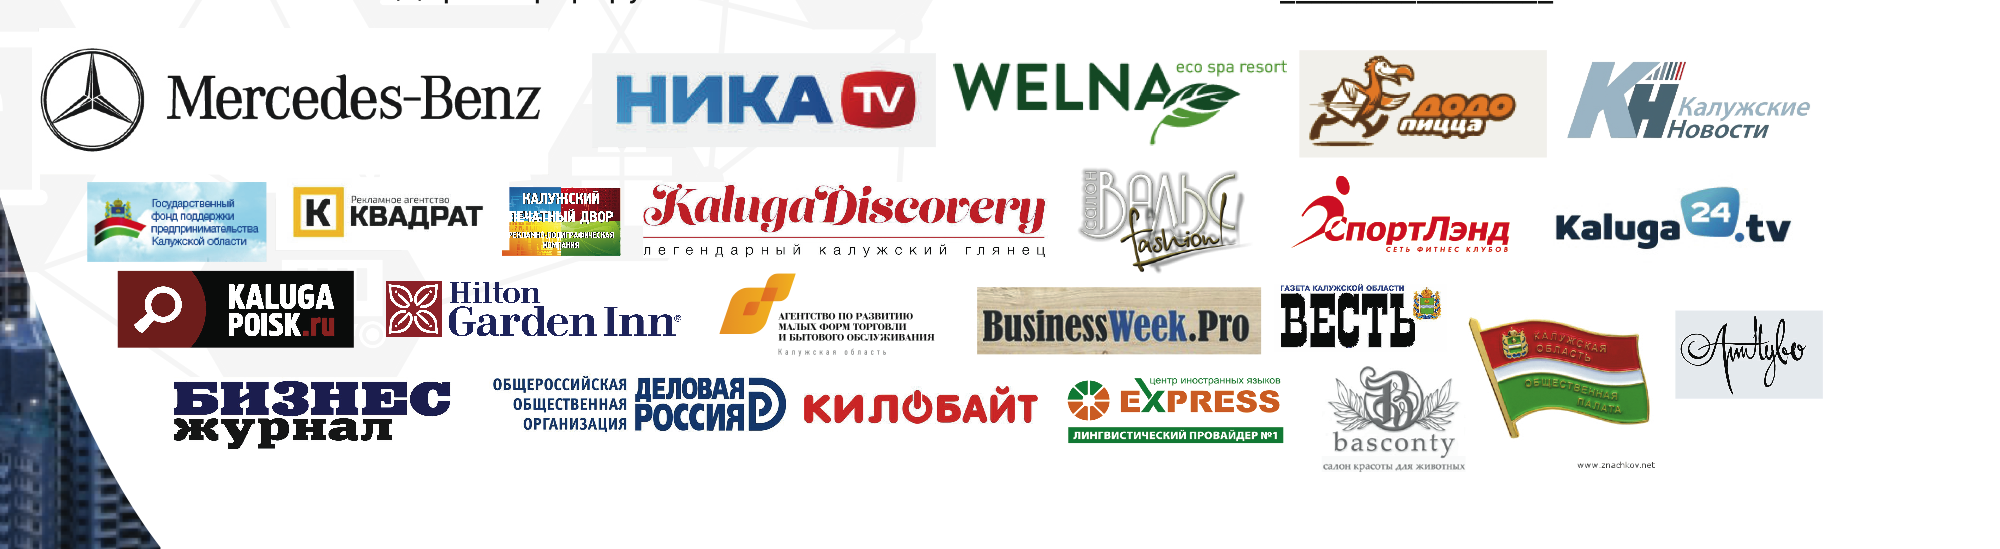 Mercedes-Benz
НИКА TV
WELNA eco spa resort
ДОДО
пицца
КН Калужские
Новости
Государственный
фонд поддержки
предпринимательства
Калужской области
К Рекламное агентство
КВАДРАТ
КАЛУЖСКИЙ
ПЕЧАТНЫЙ ДВОР
РЕКЛАМНО-ПОЛИГРАФИЧЕСКАЯ
КОМПАНИЯ
KalugaDiscovery
легендарный калужский глянец
салон
ВАЛЬС
fashion
СпортЛэнд
СЕТЬ ФИТНЕС КЛУБОВ
Kaluga 24 .tv
KALUGA
POISK.ru
Hilton
Garden Inn®
АГЕНТСТВО ПО РАЗВИТИЮ
МАЛЫХ ФОРМ ТОРГОВЛИ
И БЫТОВОГО ОБСЛУЖИВАНИЯ
Калужская область
BusinessWeek.Pro
ГАЗЕТА КАЛУЖСКОЙ ОБЛАСТИ
ВЕСТЬ
КАЛУЖСКАЯ
ОБЛАСТЬ
ОБЩЕСТВЕННАЯ
ПАЛАТА
www.znachkov.net
БИЗНЕС
журнал
ОБЩЕРОССИЙСКАЯ
ОБЩЕСТВЕННАЯ
ОРГАНИЗАЦИЯ
ДЕЛОВАЯ
РОССИЯ
КИЛОБАЙТ
центр иностранных языков
EXPRESS
ЛИНГВИСТИЧЕСКИЙ ПРОВАЙДЕР №1
basconty
салон красоты для животных